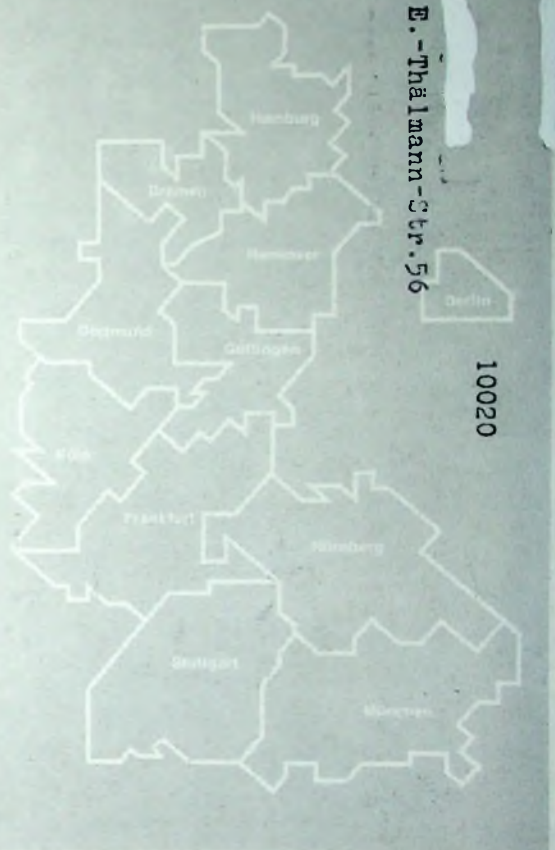 E.-Thälmann-Str.56
10020
Hamburg
Bremen
Hannover
Berlin
Dortmund
Göttingen
Köln
Frankfurt
Nürnberg
Stuttgart
München